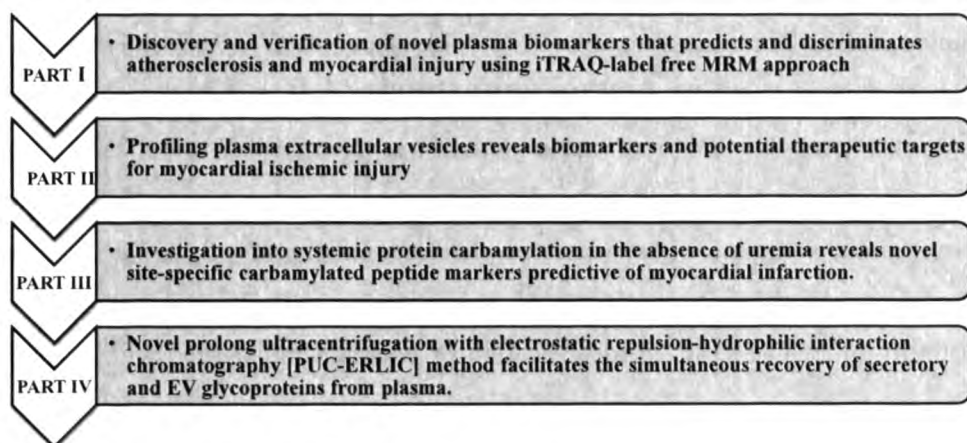 PART I
• Discovery and verification of novel plasma biomarkers that predicts and discriminates
atherosclerosis and myocardial injury using iTRAQ-label free MRM approach
PART II
• Profiling plasma extracellular vesicles reveals biomarkers and potential therapeutic targets
for myocardial ischemic injury
PART III
• Investigation into systemic protein carbamylation in the absence of uremia reveals novel
site-specific carbamylated peptide markers predictive of myocardial infarction.
PART IV
• Novel prolong ultracentrifugation with electrostatic repulsion-hydrophilic interaction
chromatography [PUC-ERLIC] method facilitates the simultaneous recovery of secretory
and EV glycoproteins from plasma.